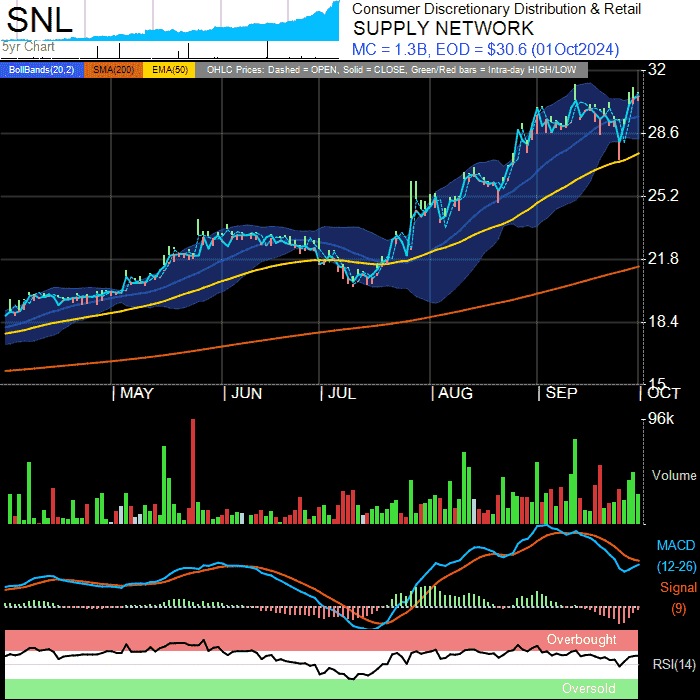 SNL
Consumer Discretionary Distribution & Retail
SUPPLY NETWORK
5yr Chart
MC = 1.3B, EOD = $30.6 (01Oct2024)
BollBands(20,2) SMA(200) EMA(50) OHLC Prices: Dashed = OPEN, Solid = CLOSE, Green/Red bars = Intra-day HIGH/LOW
32
28.6
25.2
21.8
18.4
15
MAY JUN JUL AUG SEP OCT
96k
Volume
MACD
(12-26)
Signal
(9)
Overbought
RSI(14)
Oversold